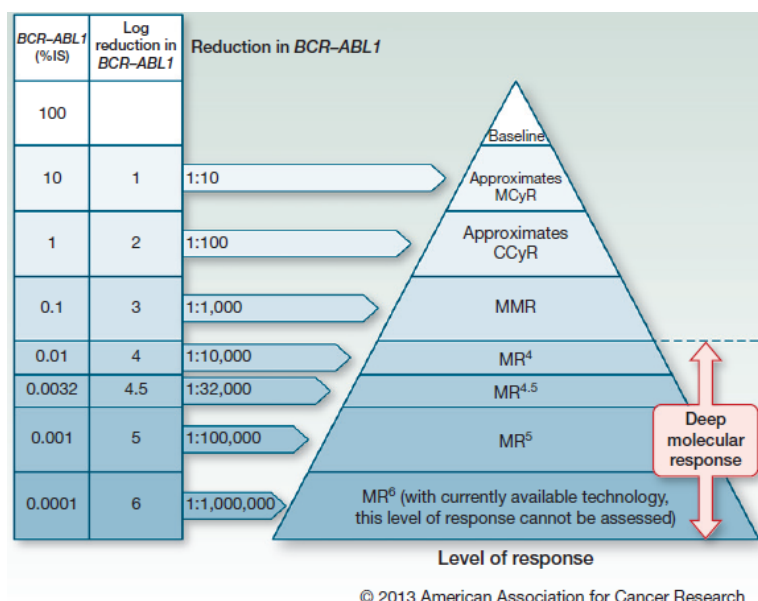 BCR–ABL1
(%IS)
Log
reduction in
BCR–ABL1
Reduction in BCR–ABL1
100
Baseline
10
1
1:10
Approximates
MCyR
1
2
1:100
Approximates
CCyR
0.1
3
1:1,000
MMR
0.01
4
1:10,000
MR⁴
0.0032
4.5
1:32,000
MR⁴·⁵
0.001
5
1:100,000
MR⁵
Deep
molecular
response
0.0001
6
1:1,000,000
MR⁶ (with currently available technology,
this level of response cannot be assessed)
Level of response
© 2013 American Association for Cancer Research